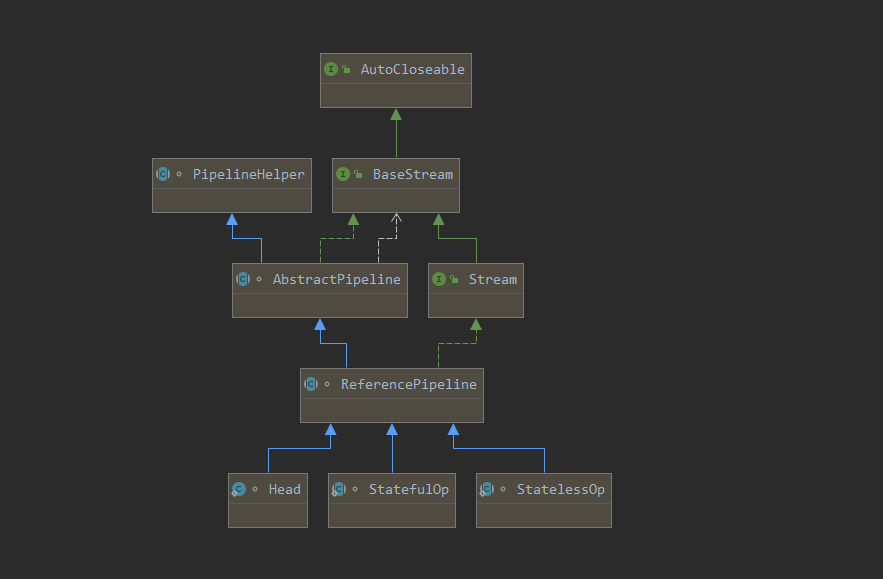 AutoCloseable
PipelineHelper
BaseStream
AbstractPipeline
Stream
ReferencePipeline
Head
StatefulOp
StatelessOp